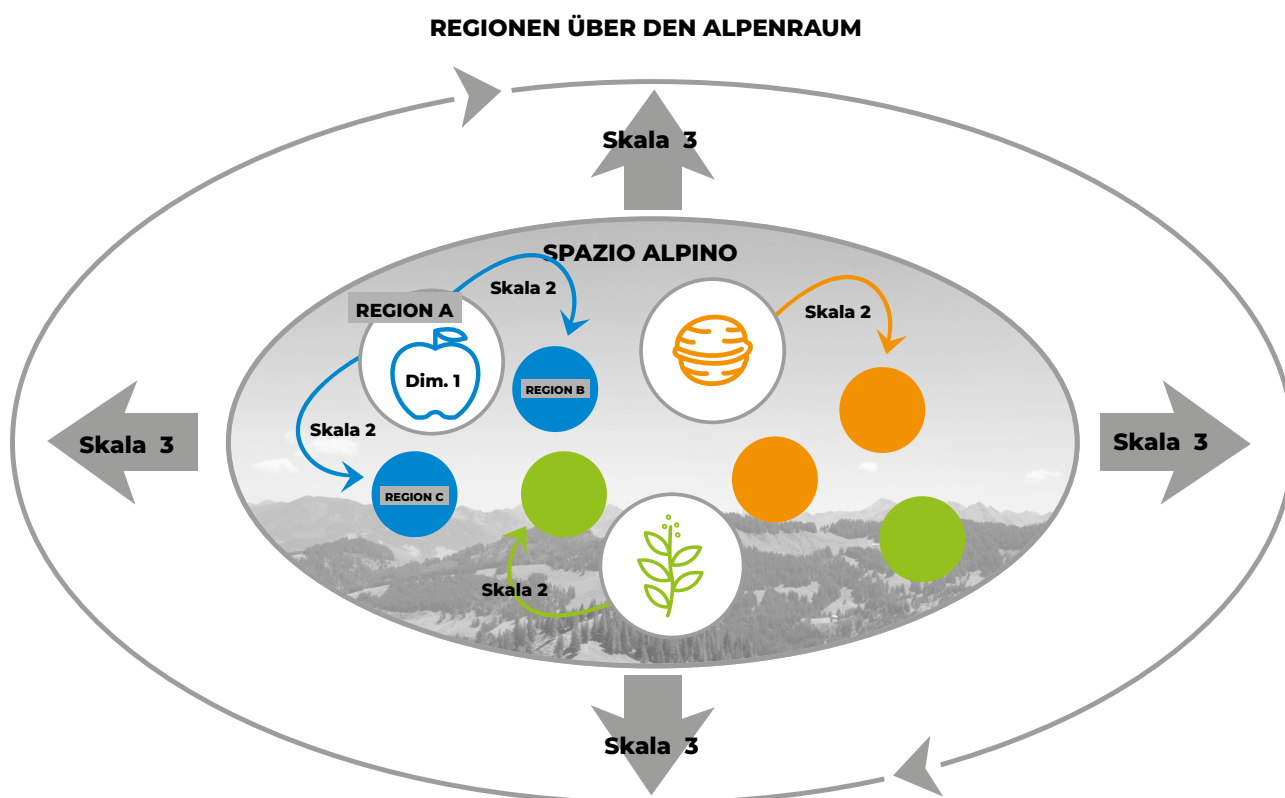 REGIONEN ÜBER DEN ALPENRAUM
Skala 3
SPAZIO ALPINO
Skala 2
REGION A
Skala 2
Dim. 1
REGION B
Skala 2
Skala 3
Skala 3
REGION C
Skala 2
Skala 3